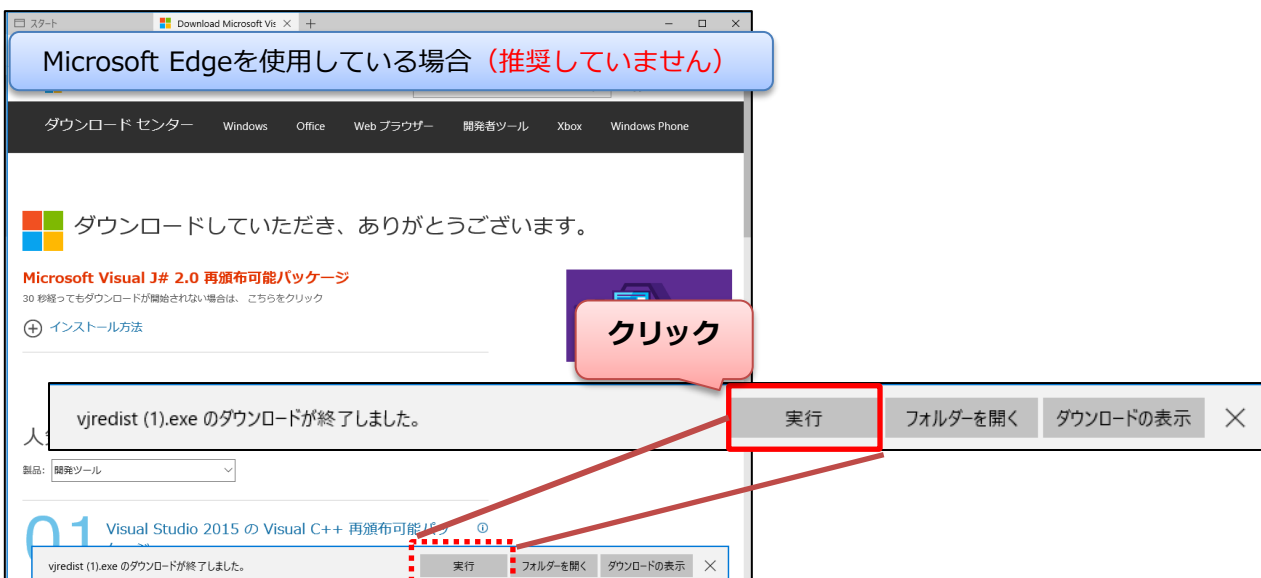 スタート
Download Microsoft Vis
Microsoft Edgeを使用している場合（推奨していません）
ダウンロード センター Windows Office Web ブラウザー 開発者ツール Xbox Windows Phone
ダウンロードしていただき、ありがとうございます。
Microsoft Visual J# 2.0 再頒布可能パッケージ
30 秒経ってもダウンロードが開始されない場合は、 こちらをクリック
インストール方法
クリック
vjredist (1).exe のダウンロードが終了しました。 実行 フォルダーを開く ダウンロードの表示
製品: 開発ツール
01 Visual Studio 2015 の Visual C++ 再頒布可能パッ
vjredist (1).exe のダウンロードが終了しました。 実行 フォルダーを開く ダウンロードの表示